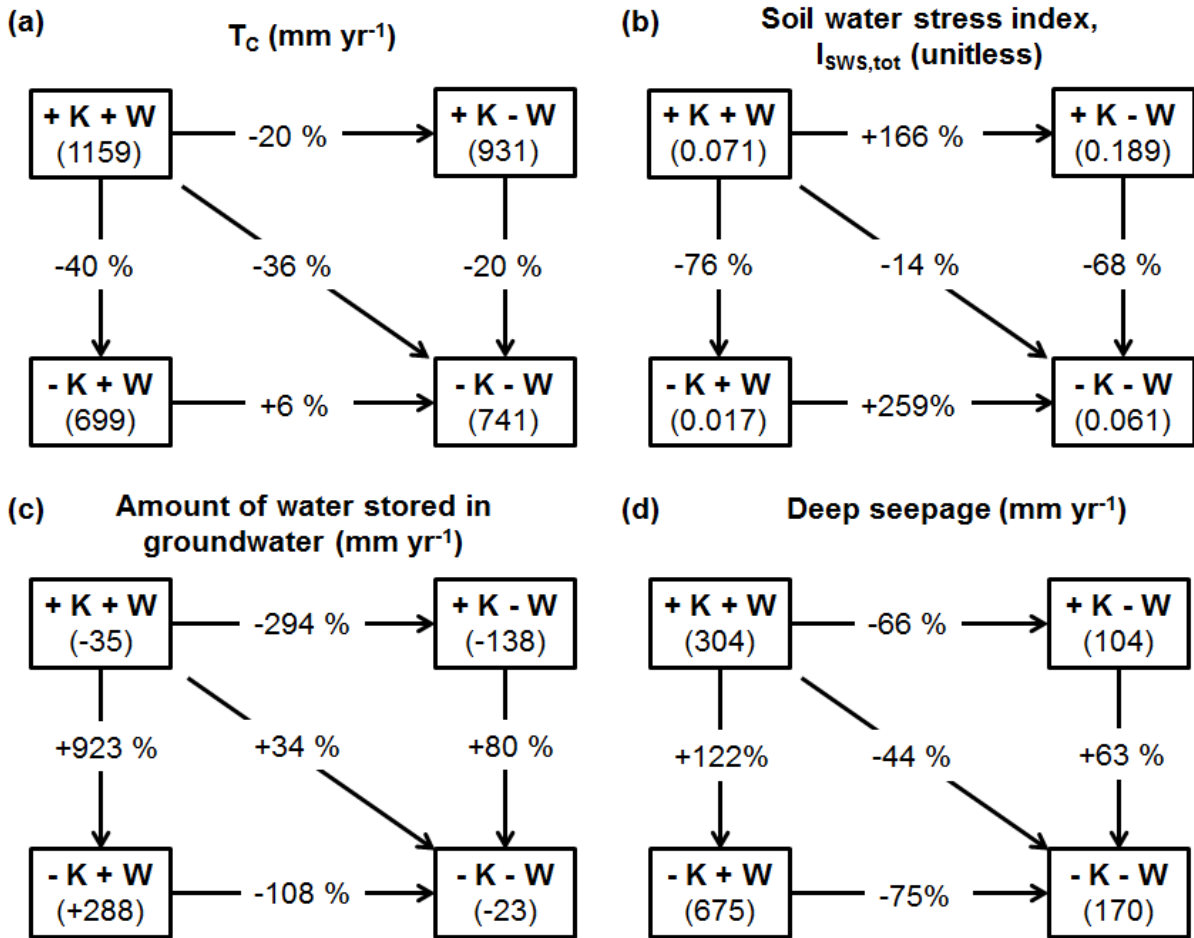 (a)
T_C (mm yr⁻¹)
+ K + W
(1159)
-20 %
+ K - W
(931)
-40 %
-36 %
-20 %
- K + W
(699)
+6 %
- K - W
(741)
(b)
Soil water stress index,
I_SWS,tot (unitless)
+ K + W
(0.071)
+166 %
+ K - W
(0.189)
-76 %
-14 %
-68 %
- K + W
(0.017)
+259%
- K - W
(0.061)
(c)
Amount of water stored in
groundwater (mm yr⁻¹)
+ K + W
(-35)
-294 %
+ K - W
(-138)
+923 %
+34 %
+80 %
- K + W
(+288)
-108 %
- K - W
(-23)
(d)
Deep seepage (mm yr⁻¹)
+ K + W
(304)
-66 %
+ K - W
(104)
+122%
-44 %
+63 %
- K + W
(675)
-75%
- K - W
(170)